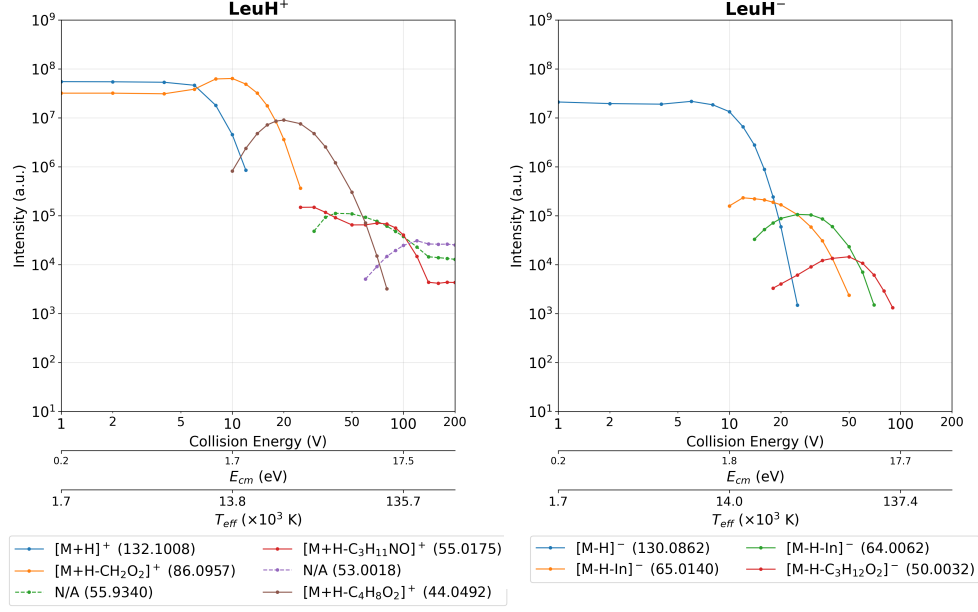 LeuH⁺
Intensity (a.u.)
10⁹
10⁸
10⁷
10⁶
10⁵
10⁴
10³
10²
10¹
1 2 5 10 20 50 100 200
Collision Energy (V)
0.2 1.7 17.5
E_cm (eV)
1.7 13.8 135.7
T_eff (×10³ K)
[M+H]⁺ (132.1008)
[M+H-CH₂O₂]⁺ (86.0957)
N/A (55.9340)
[M+H-C₃H₁₁NO]⁺ (55.0175)
N/A (53.0018)
[M+H-C₄H₈O₂]⁺ (44.0492)
LeuH⁻
Intensity (a.u.)
10⁹
10⁸
10⁷
10⁶
10⁵
10⁴
10³
10²
10¹
1 2 5 10 20 50 100 200
Collision Energy (V)
0.2 1.8 17.7
E_cm (eV)
1.7 14.0 137.4
T_eff (×10³ K)
[M-H]⁻ (130.0862)
[M-H-In]⁻ (65.0140)
[M-H-In]⁻ (64.0062)
[M-H-C₃H₁₂O₂]⁻ (50.0032)